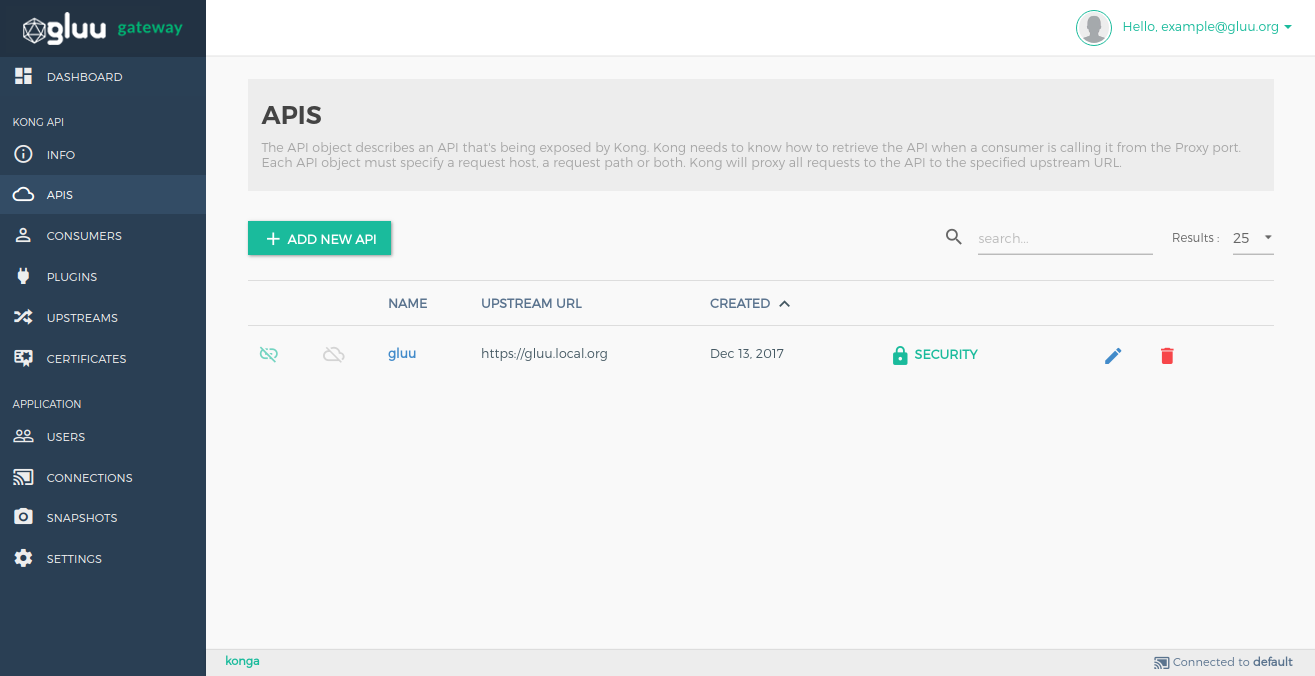 gluu gateway
Hello, example@gluu.org
DASHBOARD
KONG API
INFO
APIS
CONSUMERS
PLUGINS
UPSTREAMS
CERTIFICATES
APPLICATION
USERS
CONNECTIONS
SNAPSHOTS
SETTINGS
APIS
The API object describes an API that's being exposed by Kong. Kong needs to know how to retrieve the API when a consumer is calling it from the Proxy port.
Each API object must specify a request host, a request path or both. Kong will proxy all requests to the API to the specified upstream URL.
+ ADD NEW API
search...
Results : 25
NAME UPSTREAM URL CREATED
gluu https://gluu.local.org Dec 13, 2017 SECURITY
konga
Connected to default